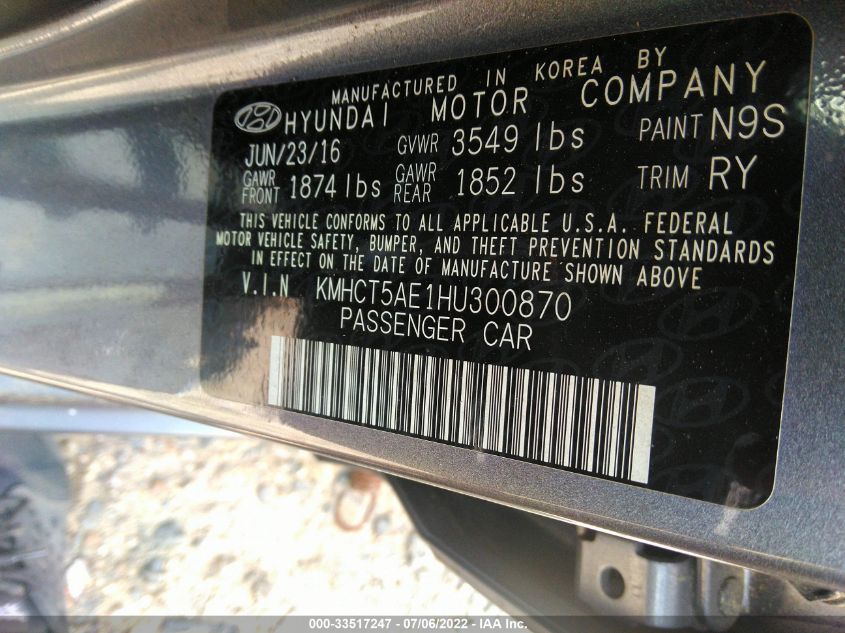 MANUFACTURED IN KOREA BY
HYUNDAI MOTOR COMPANY
JUN/23/16 GVWR 3549 lbs PAINT N9S
GAWR FRONT 1874 lbs GAWR REAR 1852 lbs TRIM RY
THIS VEHICLE CONFORMS TO ALL APPLICABLE U.S.A. FEDERAL
MOTOR VEHICLE SAFETY, BUMPER, AND THEFT PREVENTION STANDARDS
IN EFFECT ON THE DATE OF MANUFACTURE SHOWN ABOVE
V.I.N KMHCT5AE1HU300870
PASSENGER CAR
000-33517247 - 07/06/2022 - IAA Inc.